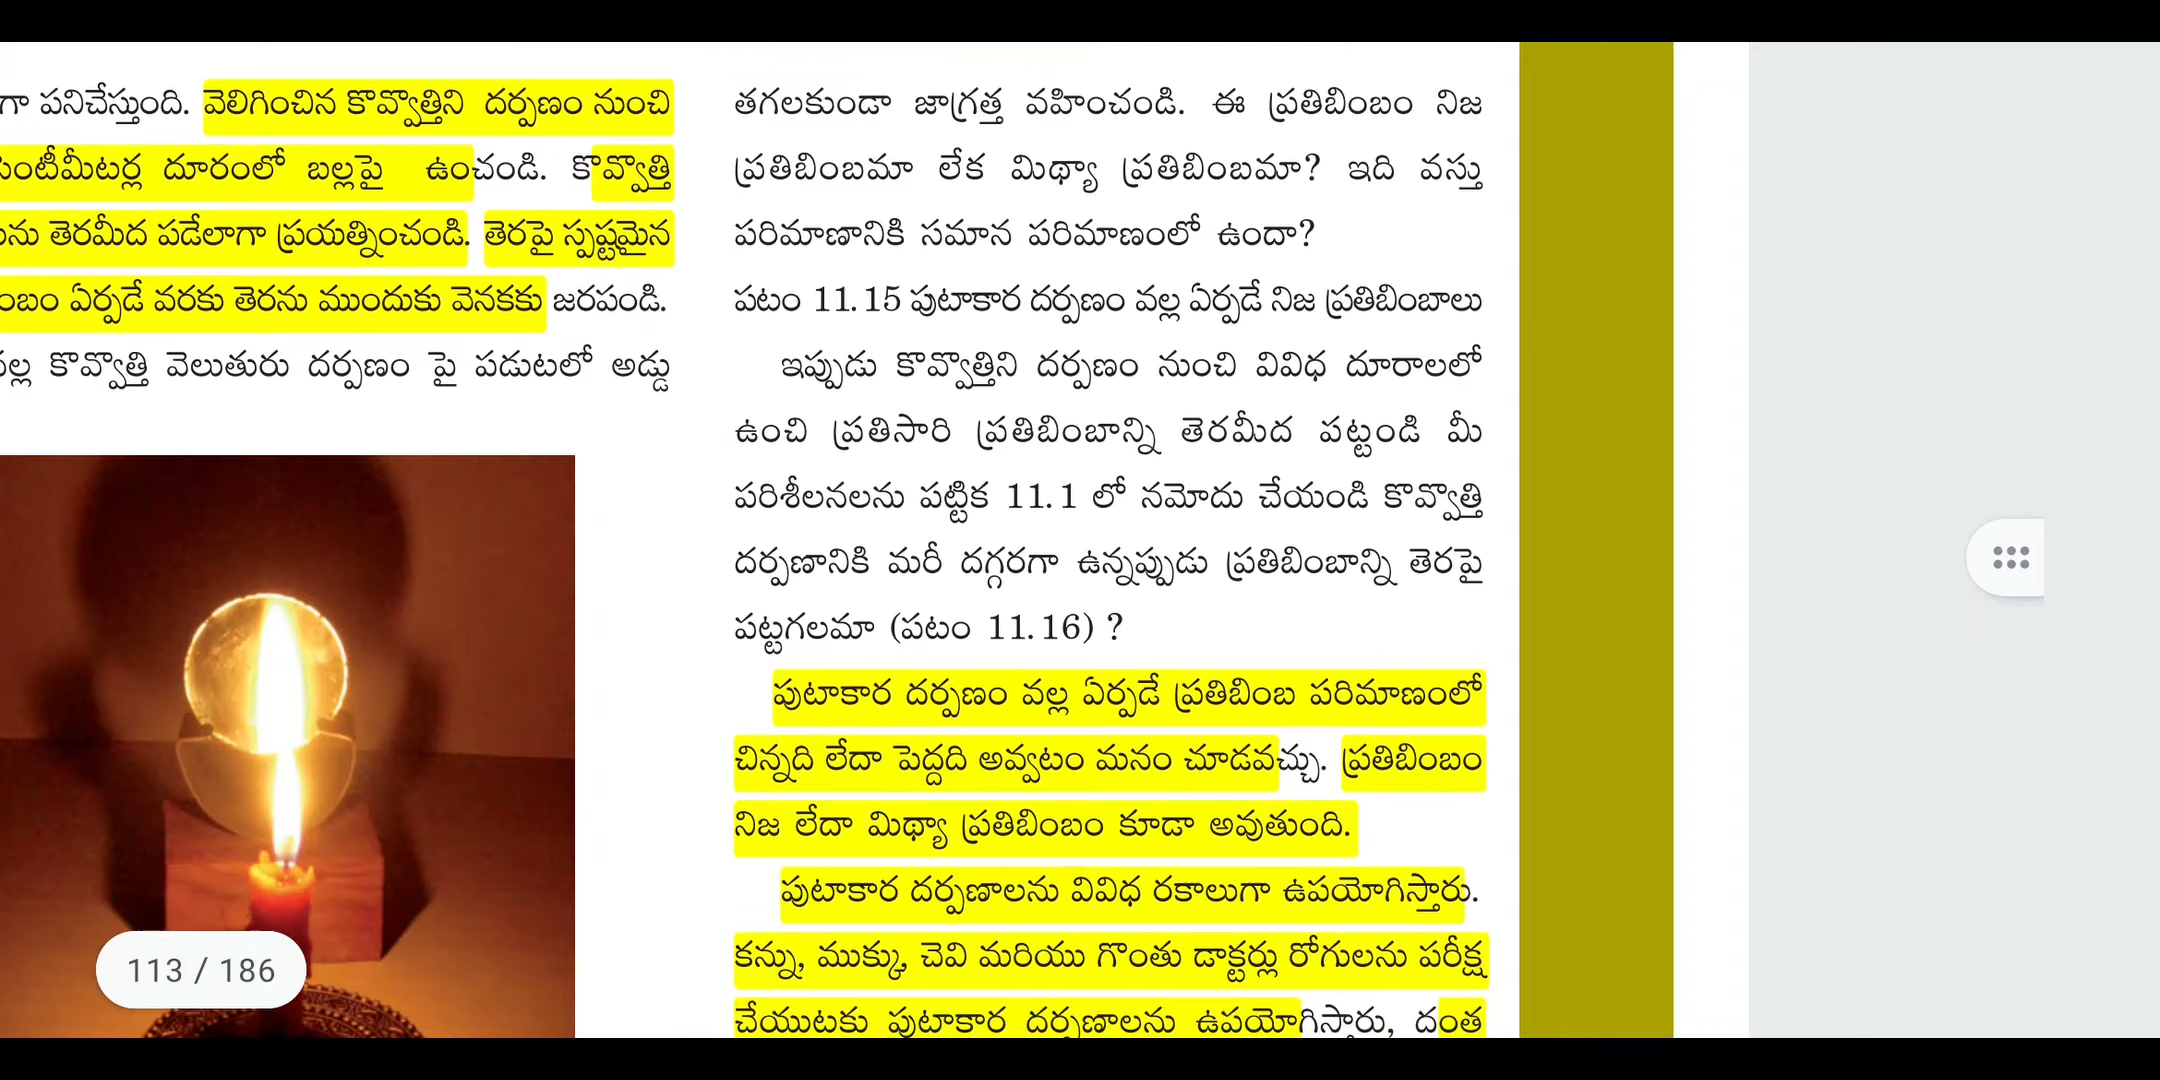 గా పనిచేస్తుంది. వెలిగించిన కొవ్వొత్తిని దర్పణం నుంచి
సెంటీమీటర్ల దూరంలో బల్లపై ఉంచండి. కొవ్వొత్తి
ను తెరమీద పడేలాగా ప్రయత్నించండి. తెరపై స్పష్టమైన
ంబం ఏర్పడే వరకు తెరను ముందుకు వెనకకు జరపండి.
వల్ల కొవ్వొత్తి వెలుతురు దర్పణం పై పడుటలో అడ్డు
తగలకుండా జాగ్రత్త వహించండి. ఈ ప్రతిబింబం నిజ
ప్రతిబింబమా లేక మిథ్యా ప్రతిబింబమా? ఇది వస్తు
పరిమాణానికి సమాన పరిమాణంలో ఉందా?
పటం 11.15 పుటాకార దర్పణం వల్ల ఏర్పడే నిజ ప్రతిబింబాలు
ఇప్పుడు కొవ్వొత్తిని దర్పణం నుంచి వివిధ దూరాలలో
ఉంచి ప్రతిసారి ప్రతిబింబాన్ని తెరమీద పట్టండి మీ
పరిశీలనలను పట్టిక 11.1 లో నమోదు చేయండి కొవ్వొత్తి
దర్పణానికి మరీ దగ్గరగా ఉన్నప్పుడు ప్రతిబింబాన్ని తెరపై
పట్టగలమా (పటం 11.16) ?
పుటాకార దర్పణం వల్ల ఏర్పడే ప్రతిబింబ పరిమాణంలో
చిన్నది లేదా పెద్దది అవ్వటం మనం చూడవచ్చు. ప్రతిబింబం
నిజ లేదా మిథ్యా ప్రతిబింబం కూడా అవుతుంది.
పుటాకార దర్పణాలను వివిధ రకాలుగా ఉపయోగిస్తారు.
కన్ను, ముక్కు, చెవి మరియు గొంతు డాక్టర్లు రోగులను పరీక్ష
చేయుటకు పుటాకార దర్పణాలను ఉపయోగిస్తారు, దంత
113 / 186